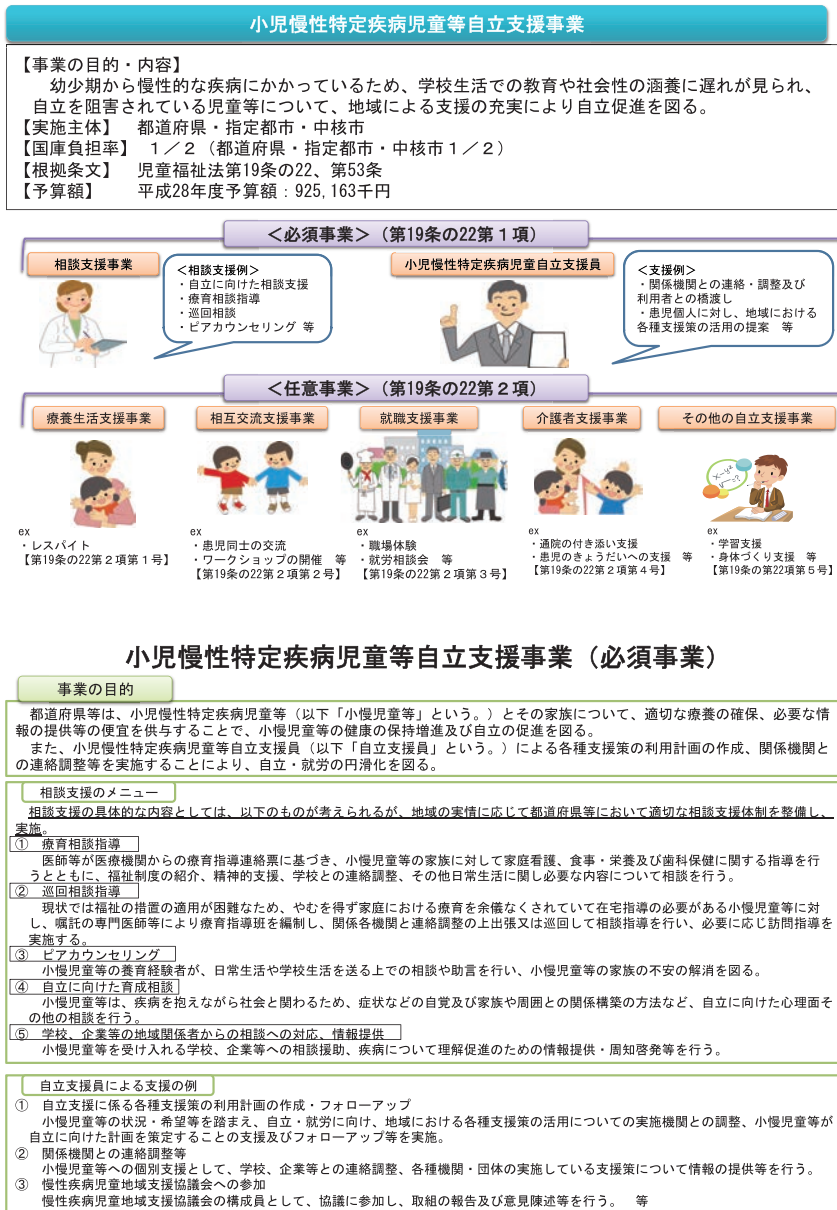 小児慢性特定疾病児童等自立支援事業
【事業の目的・内容】
幼少期から慢性的な疾病にかかっているため、学校生活での教育や社会性の涵養に遅れが見られ、
自立を阻害されている児童等について、地域による支援の充実により自立促進を図る。
【実施主体】 都道府県・指定都市・中核市
【国庫負担率】 1／2（都道府県・指定都市・中核市1／2）
【根拠条文】 児童福祉法第19条の22、第53条
【予算額】 平成28年度予算額：925,163千円
＜必須事業＞（第19条の22第１項）
相談支援事業
＜相談支援例＞
・自立に向けた相談支援
・療育相談指導
・巡回相談
・ピアカウンセリング 等
小児慢性特定疾病児童自立支援員
＜支援例＞
・関係機関との連絡・調整及び
利用者との橋渡し
・患児個人に対し、地域における
各種支援策の活用の提案　等
＜任意事業＞（第19条の22第２項）
療養生活支援事業
相互交流支援事業
就職支援事業
介護者支援事業
その他の自立支援事業
ex
・レスパイト
【第19条の22第２項第１号】
ex
・患児同士の交流
・ワークショップの開催　等
【第19条の22第２項第２号】
ex
・職場体験
・就労相談会　等
【第19条の22第２項第３号】
ex
・通院の付き添い支援
・患児のきょうだいへの支援　等
【第19条の22第２項第４号】
ex
・学習支援
・身体づくり支援　等
【第19条の第22項第５号】
小児慢性特定疾病児童等自立支援事業（必須事業）
事業の目的
都道府県等は、小児慢性特定疾病児童等（以下「小慢児童等」という。）とその家族について、適切な療養の確保、必要な情
報の提供等の便宜を供与することで、小慢児童等の健康の保持増進及び自立の促進を図る。
また、小児慢性特定疾病児童等自立支援員（以下「自立支援員」という。）による各種支援策の利用計画の作成、関係機関と
の連絡調整等を実施することにより、自立・就労の円滑化を図る。
相談支援のメニュー
相談支援の具体的な内容としては、以下のものが考えられるが、地域の実情に応じて都道府県等において適切な相談支援体制を整備し、
実施。
①　療育相談指導
医師等が医療機関からの療育指導連絡票に基づき、小慢児童等の家族に対して家庭看護、食事・栄養及び歯科保健に関する指導を行
うとともに、福祉制度の紹介、精神的支援、学校との連絡調整、その他日常生活に関し必要な内容について相談を行う。
②　巡回相談指導
現状では福祉の措置の適用が困難なため、やむを得ず家庭における療育を余儀なくされていて在宅指導の必要がある小慢児童等に対
し、嘱託の専門医師等により療育指導班を編制し、関係各機関と連絡調整の上出張又は巡回して相談指導を行い、必要に応じ訪問指導を
実施する。
③　ピアカウンセリング
小慢児童等の養育経験者が、日常生活や学校生活を送る上での相談や助言を行い、小慢児童等の家族の不安の解消を図る。
④　自立に向けた育成相談
小慢児童等は、疾病を抱えながら社会と関わるため、症状などの自覚及び家族や周囲との関係構築の方法など、自立に向けた心理面そ
の他の相談を行う。
⑤　学校、企業等の地域関係者からの相談への対応、情報提供
小慢児童等を受け入れる学校、企業等への相談援助、疾病について理解促進のための情報提供・周知啓発等を行う。
自立支援員による支援の例
①　自立支援に係る各種支援策の利用計画の作成・フォローアップ
小慢児童等の状況・希望等を踏まえ、自立・就労に向け、地域における各種支援策の活用についての実施機関との調整、小慢児童等が
自立に向けた計画を策定することの支援及びフォローアップ等を実施。
②　関係機関との連絡調整等
小慢児童等への個別支援として、学校、企業等との連絡調整、各種機関・団体の実施している支援策について情報の提供等を行う。
③　慢性疾病児童地域支援協議会への参加
慢性疾病児童地域支援協議会の構成員として、協議に参加し、取組の報告及び意見陳述等を行う。　等